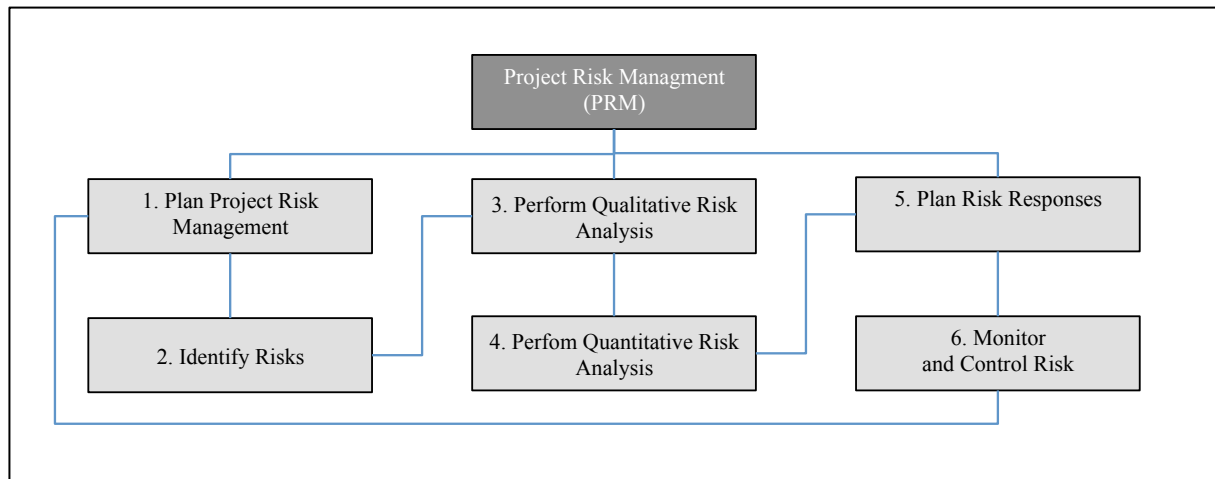 Project Risk Managment
(PRM)
1. Plan Project Risk
Management
3. Perform Qualitative Risk
Analysis
5. Plan Risk Responses
2. Identify Risks
4. Perfom Quantitative Risk
Analysis
6. Monitor
and Control Risk